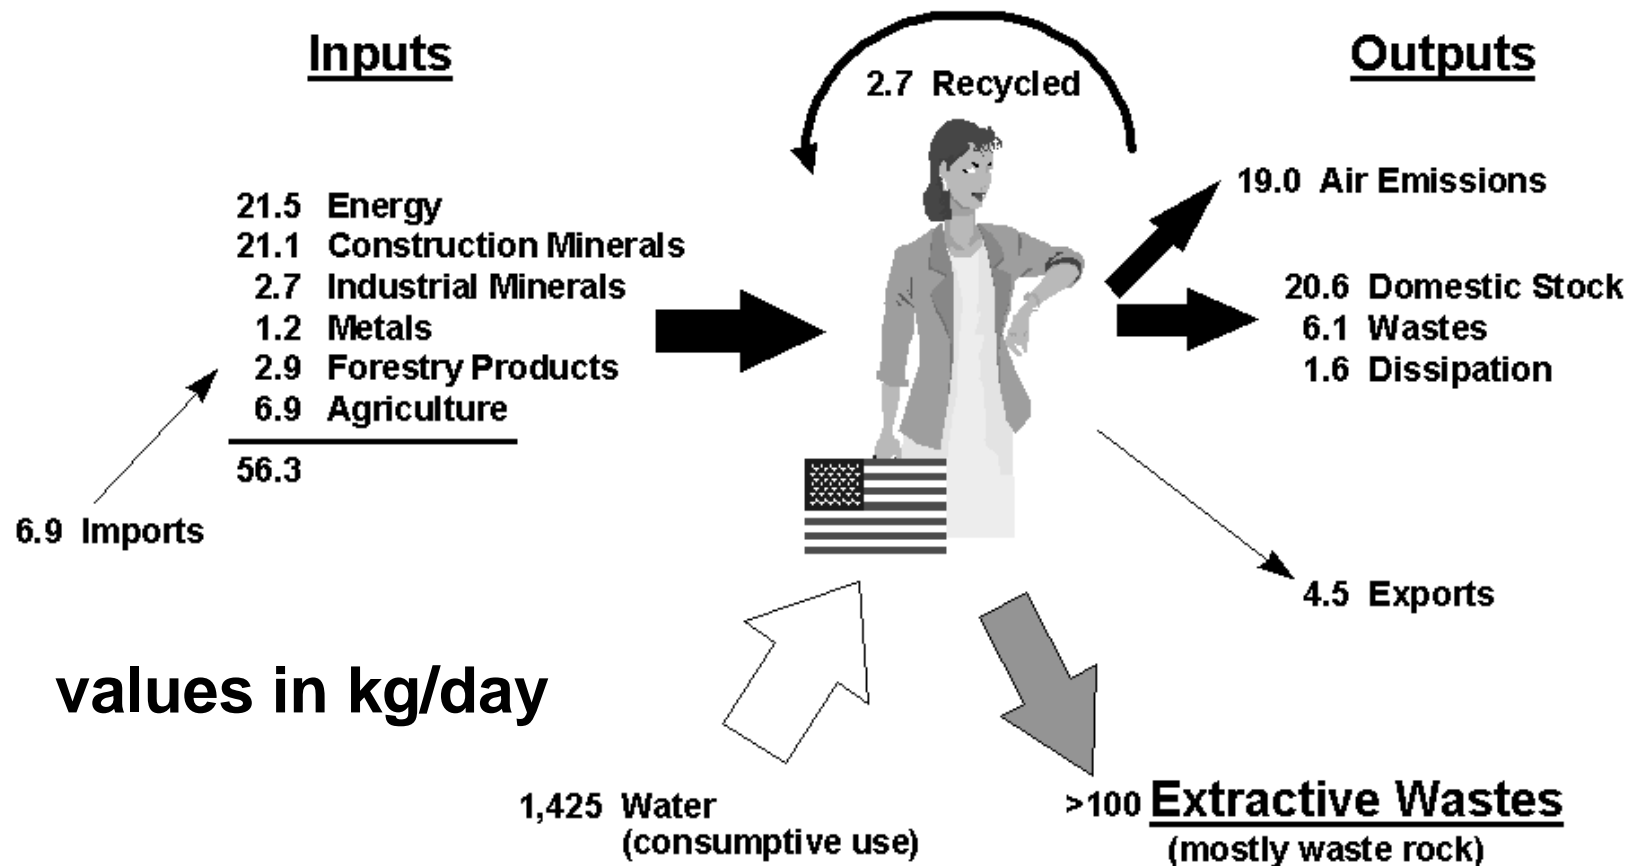 Inputs
2.7 Recycled
Outputs
21.5 Energy
21.1 Construction Minerals
2.7 Industrial Minerals
1.2 Metals
2.9 Forestry Products
6.9 Agriculture
56.3
6.9 Imports
19.0 Air Emissions
20.6 Domestic Stock
6.1 Wastes
1.6 Dissipation
4.5 Exports
values in kg/day
1,425 Water
(consumptive use)
>100 Extractive Wastes
(mostly waste rock)